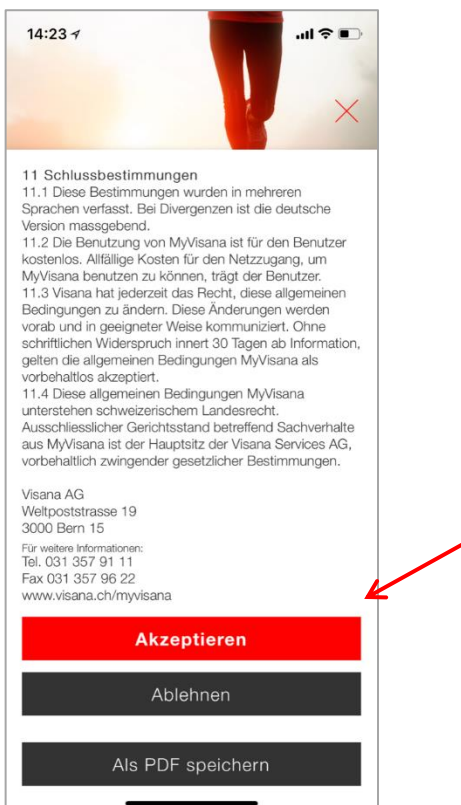 14:23
11 Schlussbestimmungen
11.1 Diese Bestimmungen wurden in mehreren
Sprachen verfasst. Bei Divergenzen ist die deutsche
Version massgebend.
11.2 Die Benutzung von MyVisana ist für den Benutzer
kostenlos. Allfällige Kosten für den Netzzugang, um
MyVisana benutzen zu können, trägt der Benutzer.
11.3 Visana hat jederzeit das Recht, diese allgemeinen
Bedingungen zu ändern. Diese Änderungen werden
vorab und in geeigneter Weise kommuniziert. Ohne
schriftlichen Widerspruch innert 30 Tagen ab Information,
gelten die allgemeinen Bedingungen MyVisana als
vorbehaltlos akzeptiert.
11.4 Diese allgemeinen Bedingungen MyVisana
unterstehen schweizerischem Landesrecht.
Ausschliesslicher Gerichtsstand betreffend Sachverhalte
aus MyVisana ist der Hauptsitz der Visana Services AG,
vorbehaltlich zwingender gesetzlicher Bestimmungen.
Visana AG
Weltpoststrasse 19
3000 Bern 15
Für weitere Informationen:
Tel. 031 357 91 11
Fax 031 357 96 22
www.visana.ch/myvisana
Akzeptieren
Ablehnen
Als PDF speichern